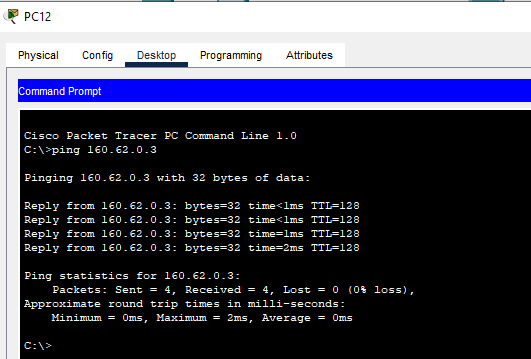 PC12
Physical Config Desktop Programming Attributes
Command Prompt
Cisco Packet Tracer PC Command Line 1.0
C:\>ping 160.62.0.3
Pinging 160.62.0.3 with 32 bytes of data:
Reply from 160.62.0.3: bytes=32 time<1ms TTL=128
Reply from 160.62.0.3: bytes=32 time<1ms TTL=128
Reply from 160.62.0.3: bytes=32 time=1ms TTL=128
Reply from 160.62.0.3: bytes=32 time=2ms TTL=128
Ping statistics for 160.62.0.3:
Packets: Sent = 4, Received = 4, Lost = 0 (0% loss),
Approximate round trip times in milli-seconds:
Minimum = 0ms, Maximum = 2ms, Average = 0ms
C:\>